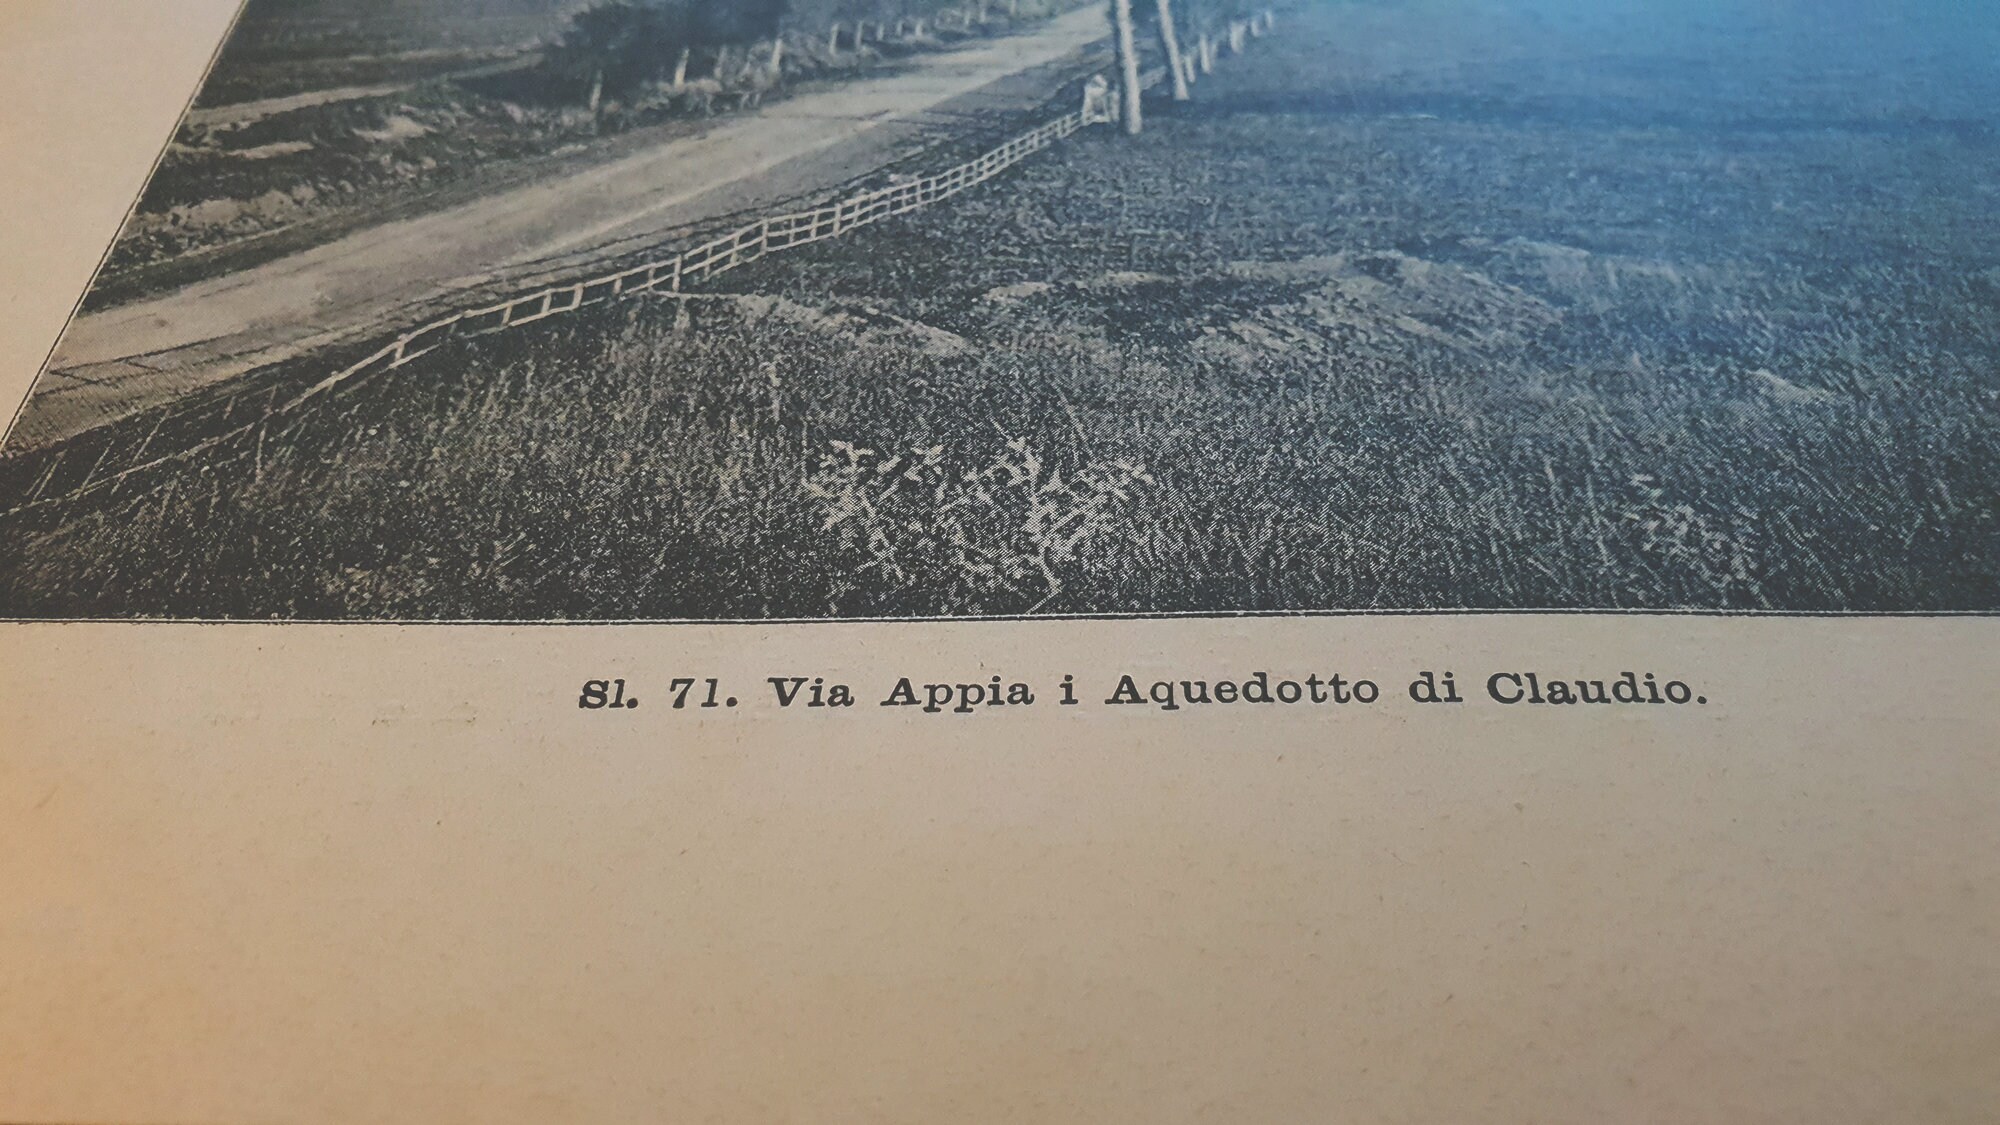 Sl. 71. Via Appia i Aquedotto di Claudio.